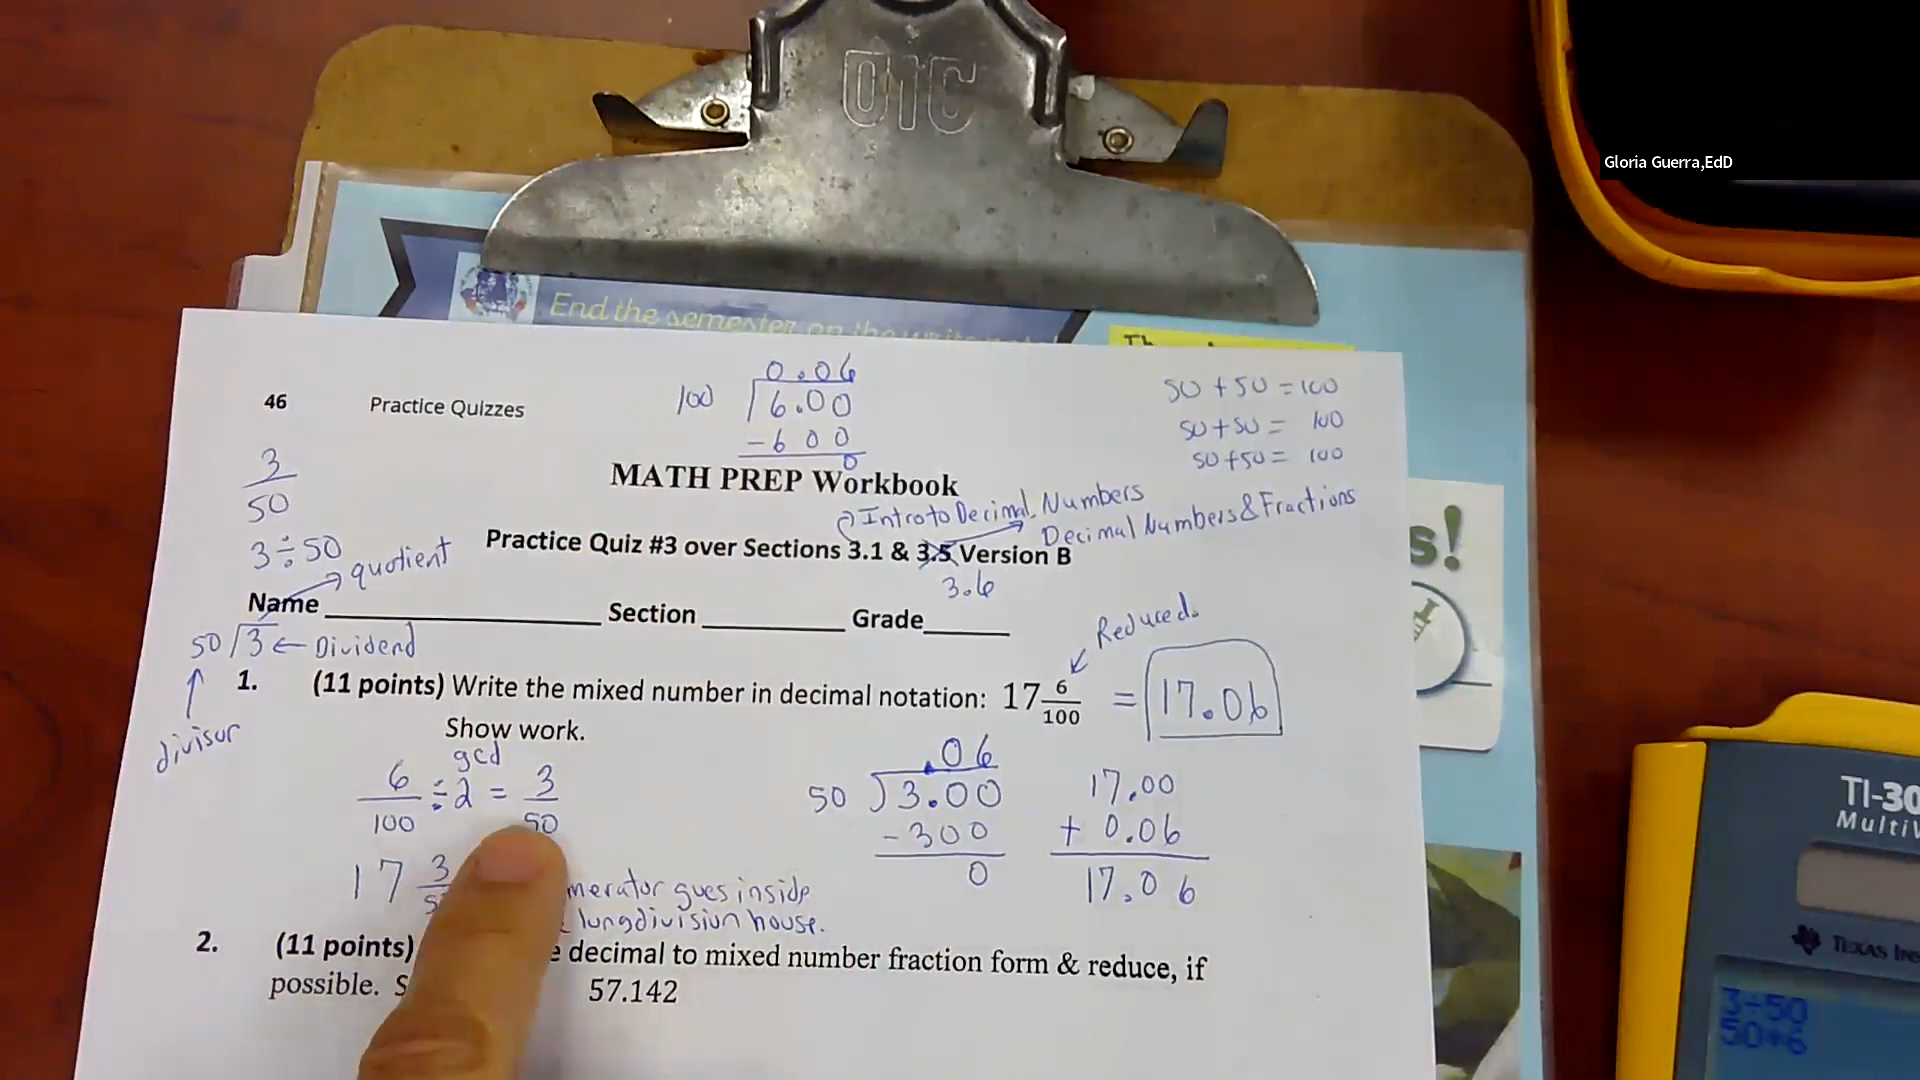 OIC
Gloria Guerra,EdD
End the semester on the write
46 Practice Quizzes
0.06
100 6.00
-600
0
50 + 50 = 100
50 + 50 = 100
50 + 50 = 100
3
50
3 ÷ 50
quotient
MATH PREP Workbook
Intro to Decimal Numbers
Decimal Numbers & Fractions
Practice Quiz #3 over Sections 3.1 & 3.5 Version B
3.6
Name Section Grade
50 3 ← Dividend
divisor
Reduced.
1. (11 points) Write the mixed number in decimal notation: 17 6/100 = 17.06
Show work.
gcd
6/100 ÷ 2 = 3/50
.06
50 3.00
-300
0
17.00
+ 0.06
17.06
17 3
merator goes inside
long division house.
2. (11 points) decimal to mixed number fraction form & reduce, if
possible. 57.142
s!
TI-30
Multi
TEXAS
3÷50
50*6